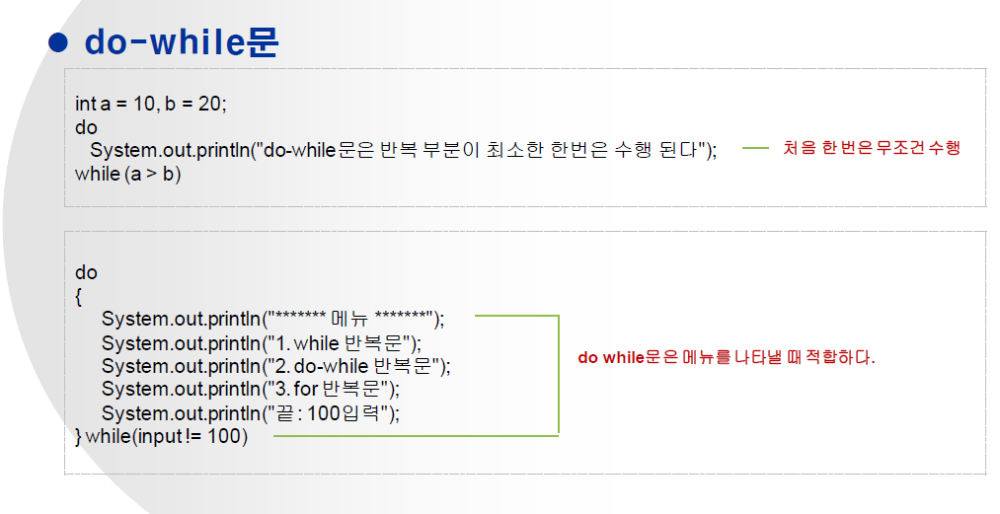 ● do-while문
int a = 10, b = 20;
do
System.out.println("do-while문은 반복 부분이 최소한 한번은 수행 된다");
처음 한 번은 무조건 수행
while (a > b)
do
{
System.out.println("******* 메뉴 *******");
System.out.println("1. while 반복문");
System.out.println("2. do-while 반복문");
do while문은 메뉴를 나타낼 때 적합하다.
System.out.println("3. for 반복문");
System.out.println("끝 : 100입력");
} while(input != 100)